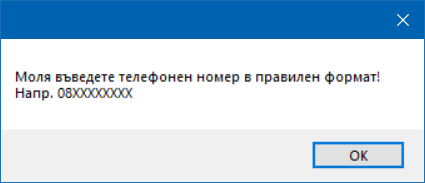 Моля въведете телефонен номер в правилен формат!
Напр. 08XXXXXXXX
OK